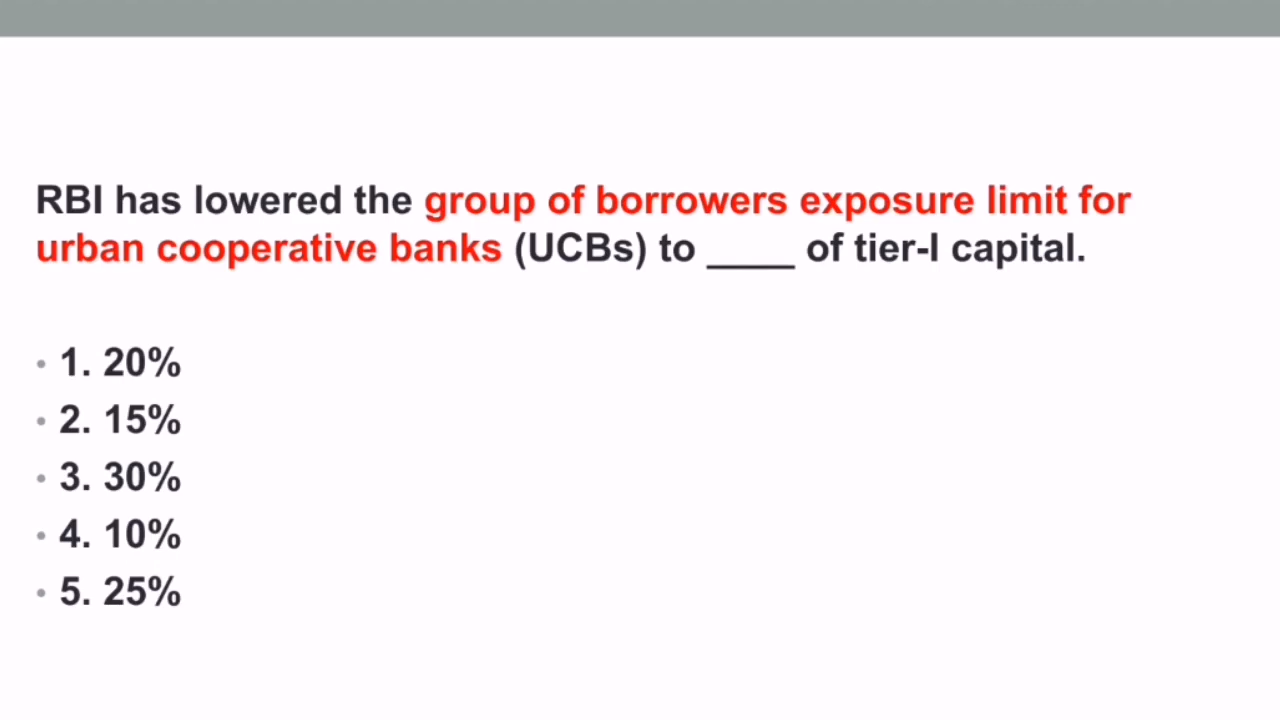 RBI has lowered the group of borrowers exposure limit for
urban cooperative banks (UCBs) to ____ of tier-I capital.
• 1. 20%
• 2. 15%
• 3. 30%
• 4. 10%
• 5. 25%